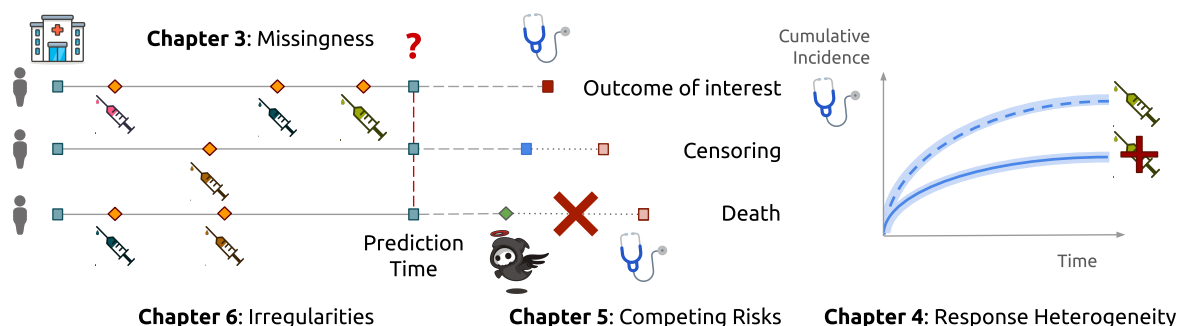 Chapter 3: Missingness
?
Outcome of interest
Censoring
Death
Prediction
Time
Chapter 6: Irregularities
Chapter 5: Competing Risks
Cumulative
Incidence
Time
Chapter 4: Response Heterogeneity